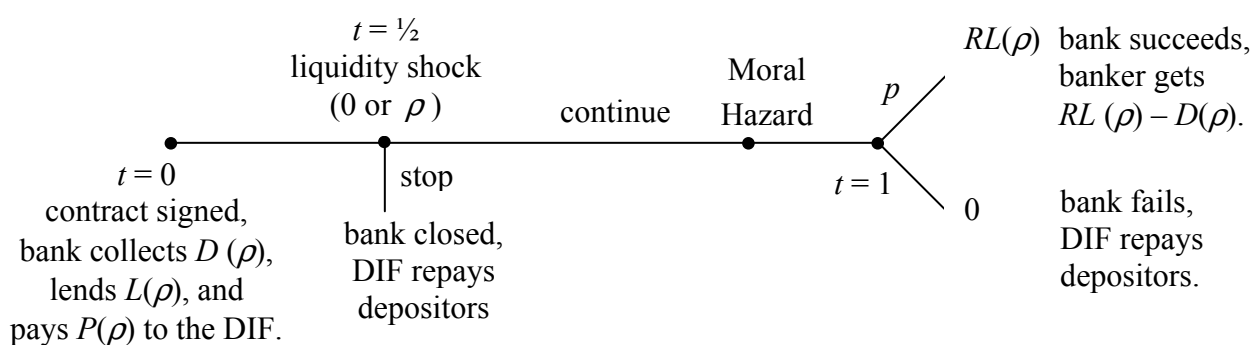 t = ½
liquidity shock
(0 or ρ )
continue
Moral
Hazard
p
RL(ρ) bank succeeds,
banker gets
RL (ρ) – D(ρ).
t = 0
contract signed,
bank collects D (ρ),
lends L(ρ), and
pays P(ρ) to the DIF.
stop
bank closed,
DIF repays
depositors
t = 1
0 bank fails,
DIF repays
depositors.